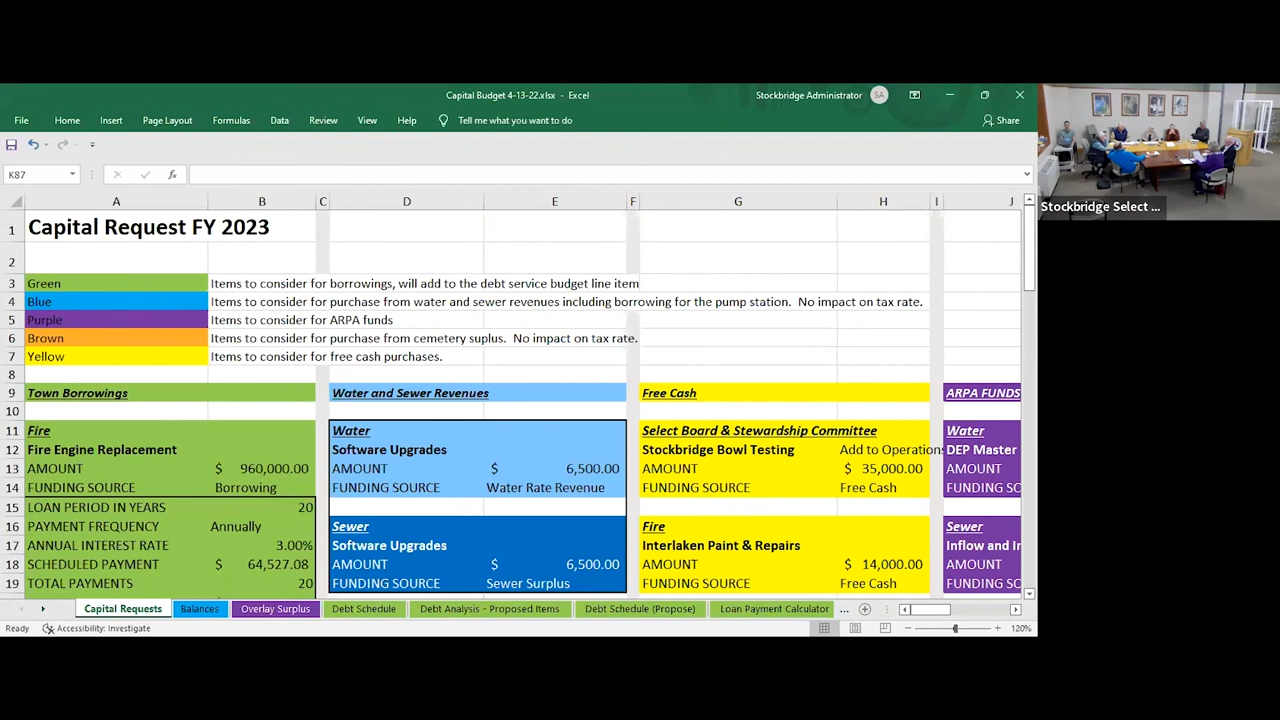 Capital Budget 4-13-22.xlsx - Excel
Stockbridge Administrator SA
File Home Insert Page Layout Formulas Data Review View Help Tell me what you want to do Share
K87 fx
A B C D E F G H I J
1 Capital Request FY 2023
2
3 Green Items to consider for borrowings, will add to the debt service budget line item
4 Blue Items to consider for purchase from water and sewer revenues including borrowing for the pump station. No impact on tax rate.
5 Purple Items to consider for ARPA funds
6 Brown Items to consider for purchase from cemetery suplus. No impact on tax rate.
7 Yellow Items to consider for free cash purchases.
8
9 Town Borrowings Water and Sewer Revenues Free Cash ARPA FUNDS
10
11 Fire Water Select Board & Stewardship Committee Water
12 Fire Engine Replacement Software Upgrades Stockbridge Bowl Testing Add to Operations DEP Master
13 AMOUNT $ 960,000.00 AMOUNT $ 6,500.00 AMOUNT $ 35,000.00 AMOUNT
14 FUNDING SOURCE Borrowing FUNDING SOURCE Water Rate Revenue FUNDING SOURCE Free Cash FUNDING SC
15 LOAN PERIOD IN YEARS 20
16 PAYMENT FREQUENCY Annually Sewer Fire Sewer
17 ANNUAL INTEREST RATE 3.00% Software Upgrades Interlaken Paint & Repairs Inflow and Ir
18 SCHEDULED PAYMENT $ 64,527.08 AMOUNT $ 6,500.00 AMOUNT $ 14,000.00 AMOUNT
19 TOTAL PAYMENTS 20 FUNDING SOURCE Sewer Surplus FUNDING SOURCE Free Cash FUNDING SC
Capital Requests Balances Overlay Surplus Debt Schedule Debt Analysis - Proposed Items Debt Schedule (Propose) Loan Payment Calculator ...
Ready Accessibility: Investigate 120%
Stockbridge Select ...